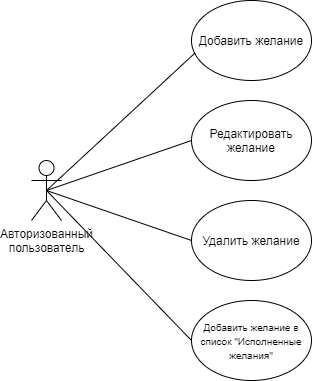 Добавить желание
Редактировать
желание
Авторизованный
пользователь
Удалить желание
Добавить желание в
список "Исполненные
желания"